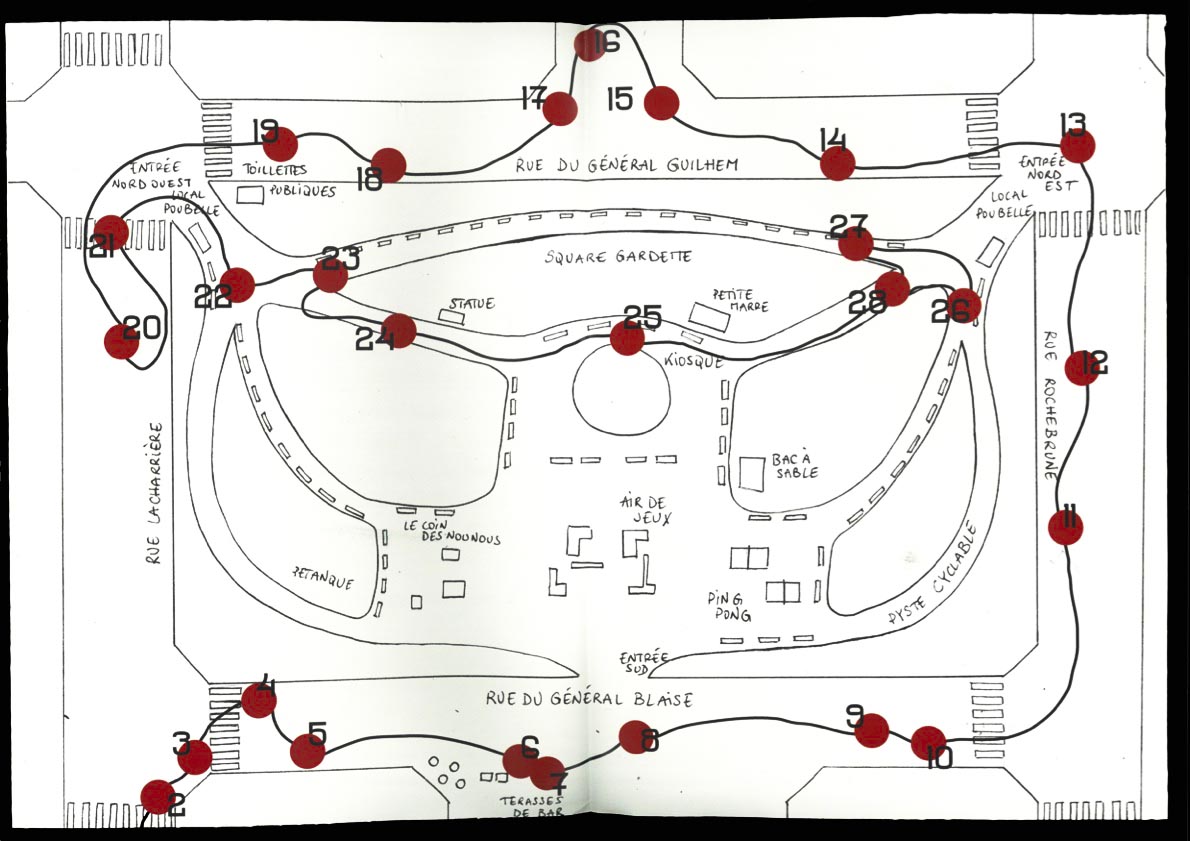 16
17
15
19
14
13
ENTRÉE
NORD OUEST
TOILLETTES
PUBLIQUES
18
RUE DU GÉNÉRAL GUILHEM
ENTRÉE
NORD
EST
LOCAL
POUBELLE
LOCAL
POUBELLE
21
27
23
SQUARE GARDETTE
22
STATUE
PETITE
MARRE
28
26
20
24
25
KIOSQUE
12
RUE LACHARRIÈRE
RUE ROCHEBRUNE
BAC À
SABLE
AIR DE
JEUX
11
LE COIN
DES NOUNOUS
PETANQUE
PING
PONG
PYSTE CYCLABLE
ENTRÉE
SUD
4
RUE DU GÉNÉRAL BLAISE
3
5
6
8
9
10
7
2
TERASSES
DE BAR